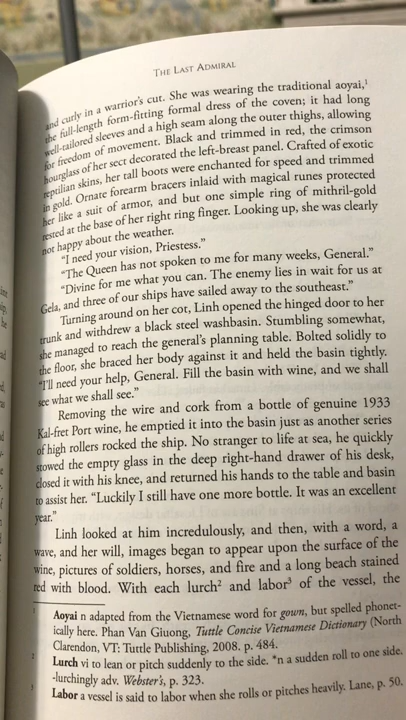 THE LAST ADMIRAL
and curly in a warrior's cut. She was wearing the traditional aoyai,¹
the full-length form-fitting formal dress of the coven; it had long
well-tailored sleeves and a high seam along the outer thighs, allowing
for freedom of movement. Black and trimmed in red, the crimson
hourglass of her sect decorated the left-breast panel. Crafted of exotic
reptilian skins, her tall boots were enchanted for speed and trimmed
in gold. Ornate forearm bracers inlaid with magical runes protected
her like a suit of armor, and but one simple ring of mithril-gold
rested at the base of her right ring finger. Looking up, she was clearly
not happy about the weather.
"I need your vision, Priestess."
"The Queen has not spoken to me for many weeks, General."
"Divine for me what you can. The enemy lies in wait for us at
Gela, and three of our ships have sailed away to the southeast."
Turning around on her cot, Linh opened the hinged door to her
trunk and withdrew a black steel washbasin. Stumbling somewhat,
she managed to reach the general's planning table. Bolted solidly to
the floor, she braced her body against it and held the basin tightly.
"I'll need your help, General. Fill the basin with wine, and we shall
see what we shall see."
Removing the wire and cork from a bottle of genuine 1933
Kal-fret Port wine, he emptied it into the basin just as another series
of high rollers rocked the ship. No stranger to life at sea, he quickly
stowed the empty glass in the deep right-hand drawer of his desk,
closed it with his knee, and returned his hands to the table and basin
to assist her. "Luckily I still have one more bottle. It was an excellent
year."
Linh looked at him incredulously, and then, with a word, a
wave, and her will, images began to appear upon the surface of the
wine, pictures of soldiers, horses, and fire and a long beach stained
red with blood. With each lurch² and labor³ of the vessel, the
1 Aoyai n adapted from the Vietnamese word for gown, but spelled phonet-
ically here. Phan Van Giuong, Tuttle Concise Vietnamese Dictionary (North
Clarendon, VT: Tuttle Publishing, 2008. p. 484.
2 Lurch vi to lean or pitch suddenly to the side. *n a sudden roll to one side.
-lurchingly adv. Webster's, p. 323.
3 Labor a vessel is said to labor when she rolls or pitches heavily. Lane, p. 50.